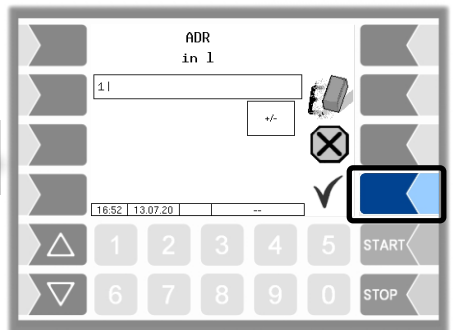 ADR
in l
1|
+/-
16:52 13.07.20 --
1 2 3 4 5 START
6 7 8 9 0 STOP